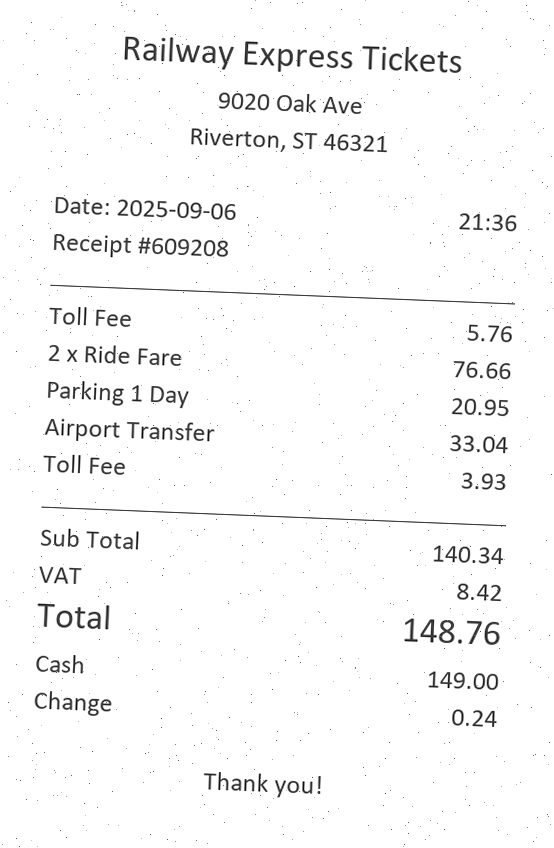 Railway Express Tickets
9020 Oak Ave
Riverton, ST 46321
Date: 2025-09-06 21:36
Receipt #609208
Toll Fee 5.76
2 x Ride Fare 76.66
Parking 1 Day 20.95
Airport Transfer 33.04
Toll Fee 3.93
Sub Total 140.34
VAT 8.42
Total 148.76
Cash 149.00
Change 0.24
Thank you!